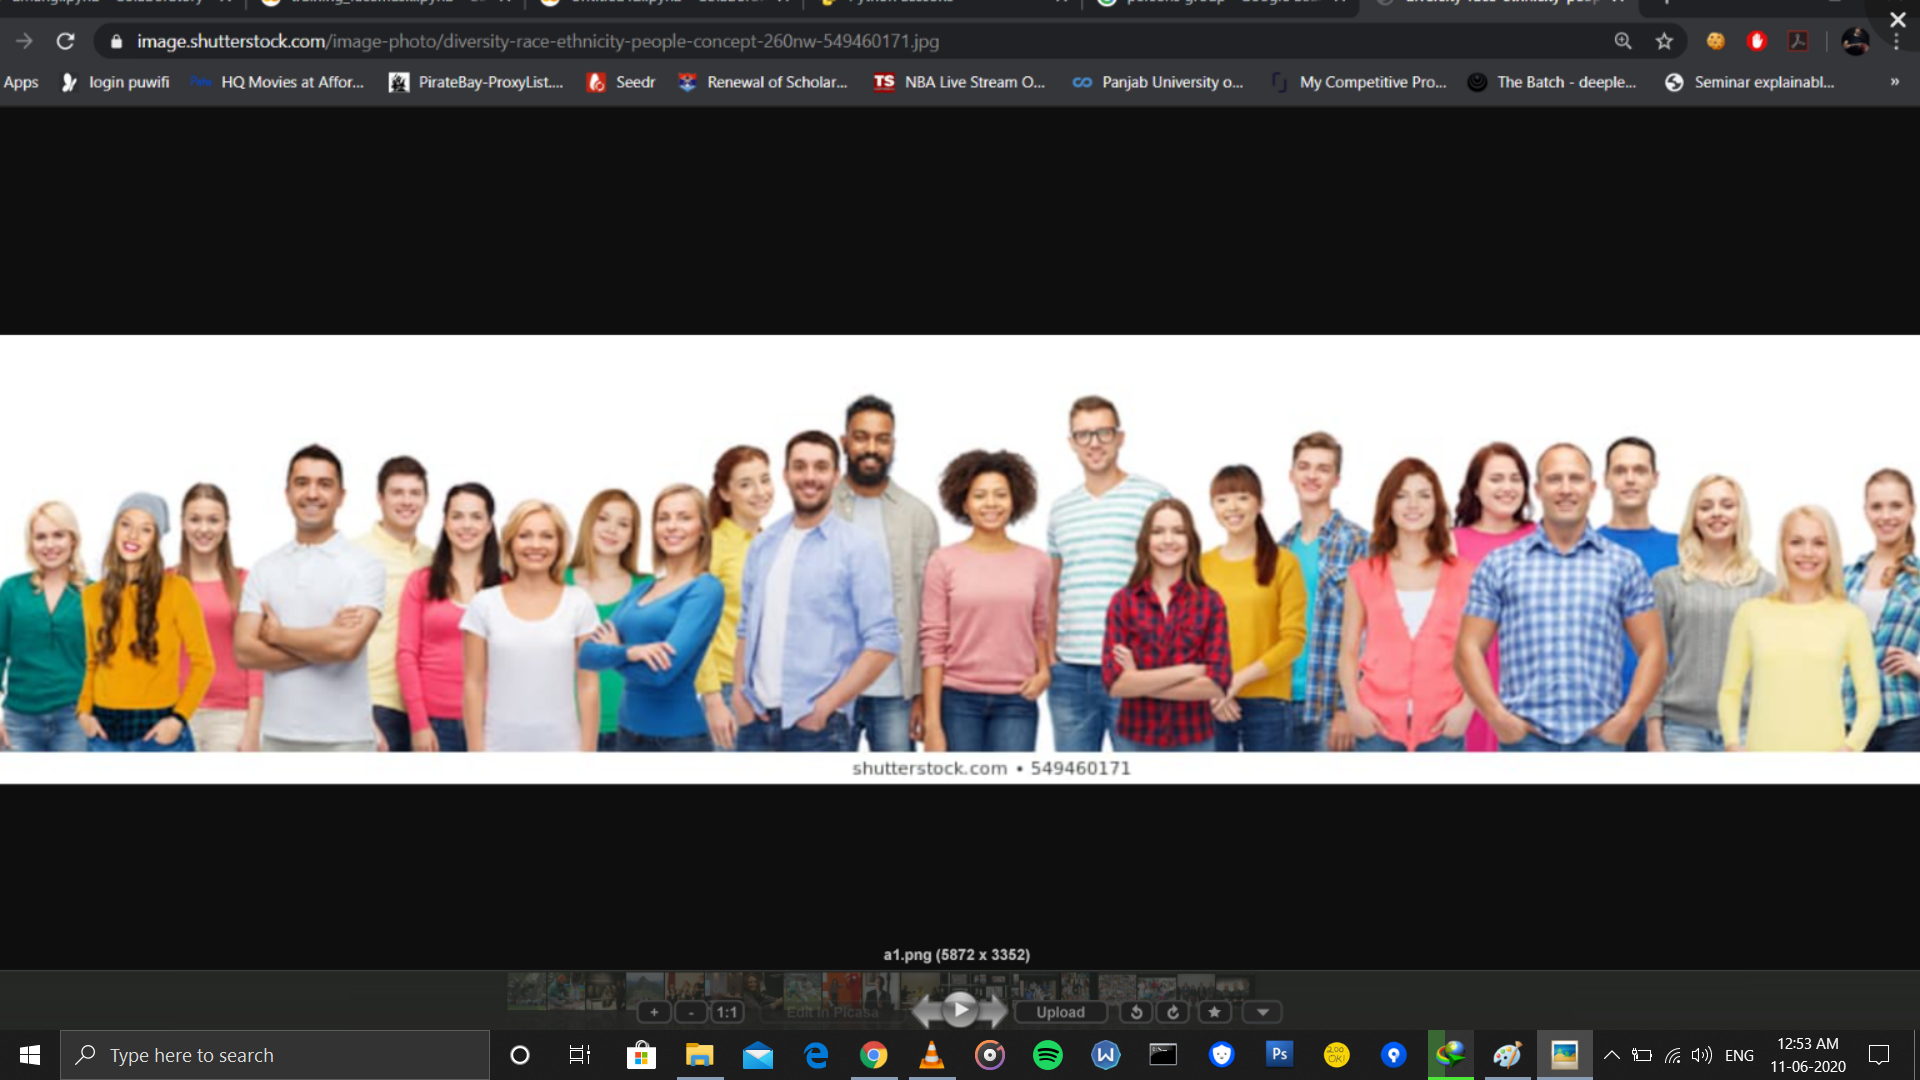 image.shutterstock.com/image-photo/diversity-race-ethnicity-people-concept-260nw-549460171.jpg
Apps login puwifi HQ Movies at Affor... PirateBay-ProxyList.... Seedr Renewal of Scholar... TS NBA Live Stream O... Panjab University o... My Competitive Pro... The Batch - deeple... Seminar explainabl... »
shutterstock.com • 549460171
a1.png (5872 x 3352)
+ - 1:1 Edit in Picasa Upload
Type here to search
W Ps ENG 12:53 AM
11-06-2020